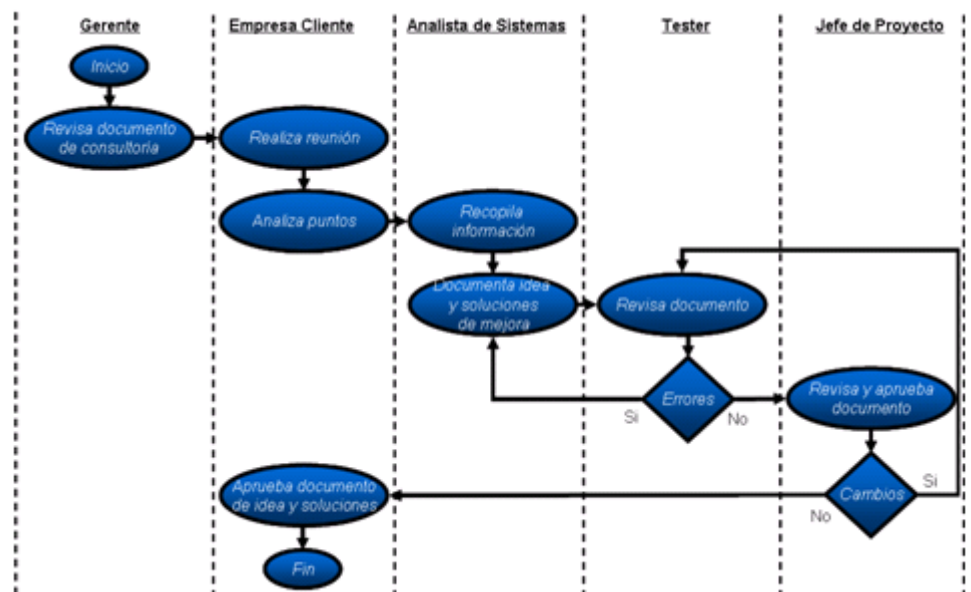 Gerente
Empresa Cliente
Analista de Sistemas
Tester
Jefe de Proyecto
Inicio
Revisa documento
de consultoría
Realiza reunión
Analiza puntos
Recopila
información
Documenta idea
y soluciones
de mejora
Revisa documento
Errores
Si
No
Revisa y aprueba
documento
Cambios
Si
No
Aprueba documento
de idea y soluciones
Fin